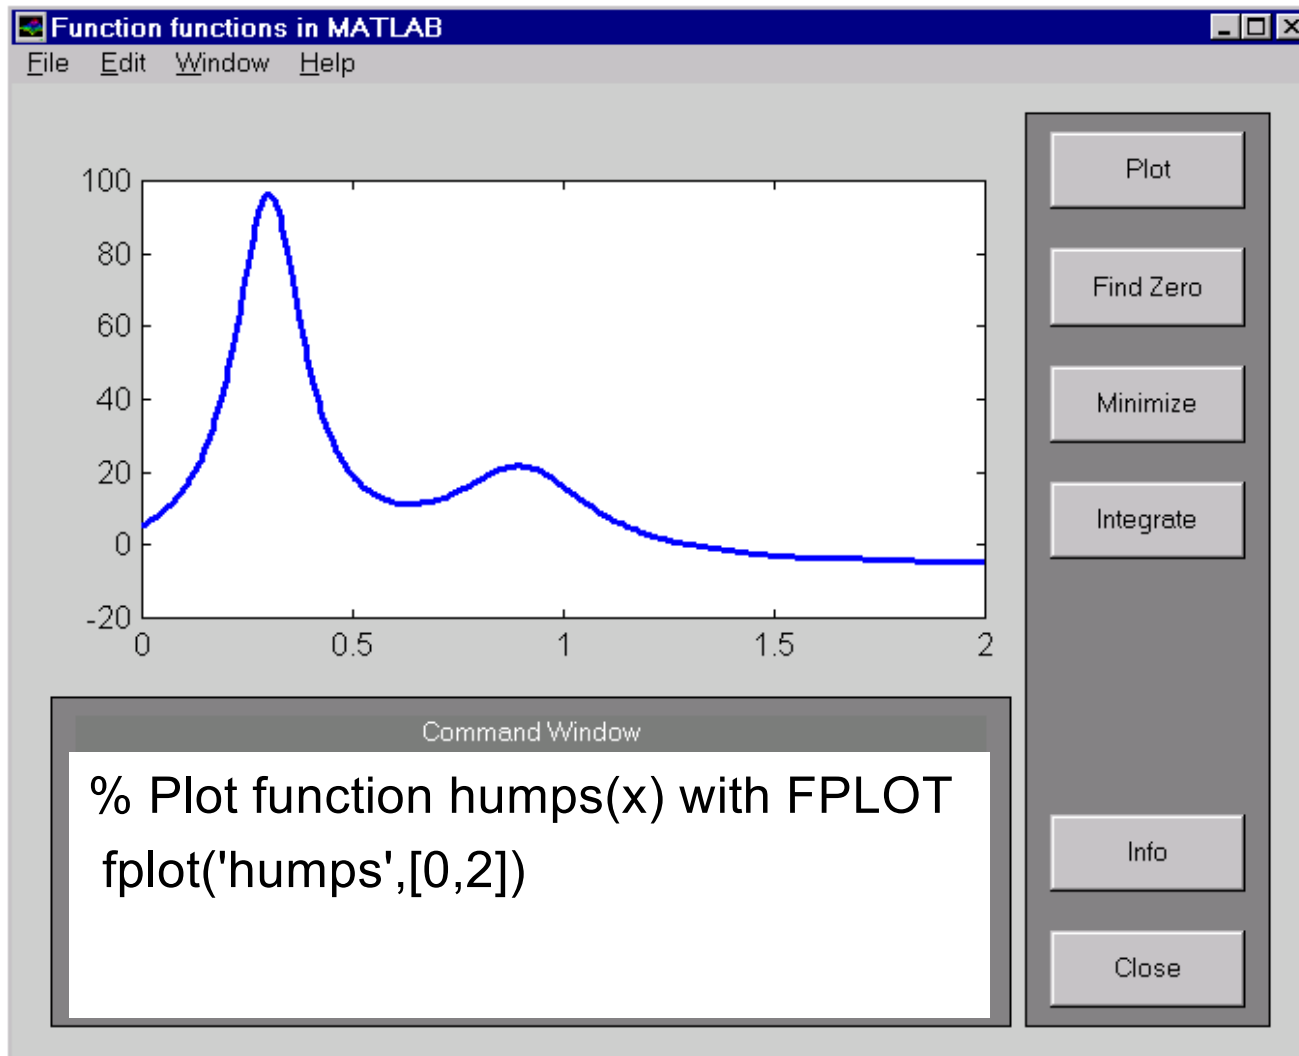 Function functions in MATLAB
File Edit Window Help
100
80
60
40
20
0
-20
0 0.5 1 1.5 2
Plot
Find Zero
Minimize
Integrate
Info
Close
Command Window
% Plot function humps(x) with FPLOT
fplot('humps',[0,2])